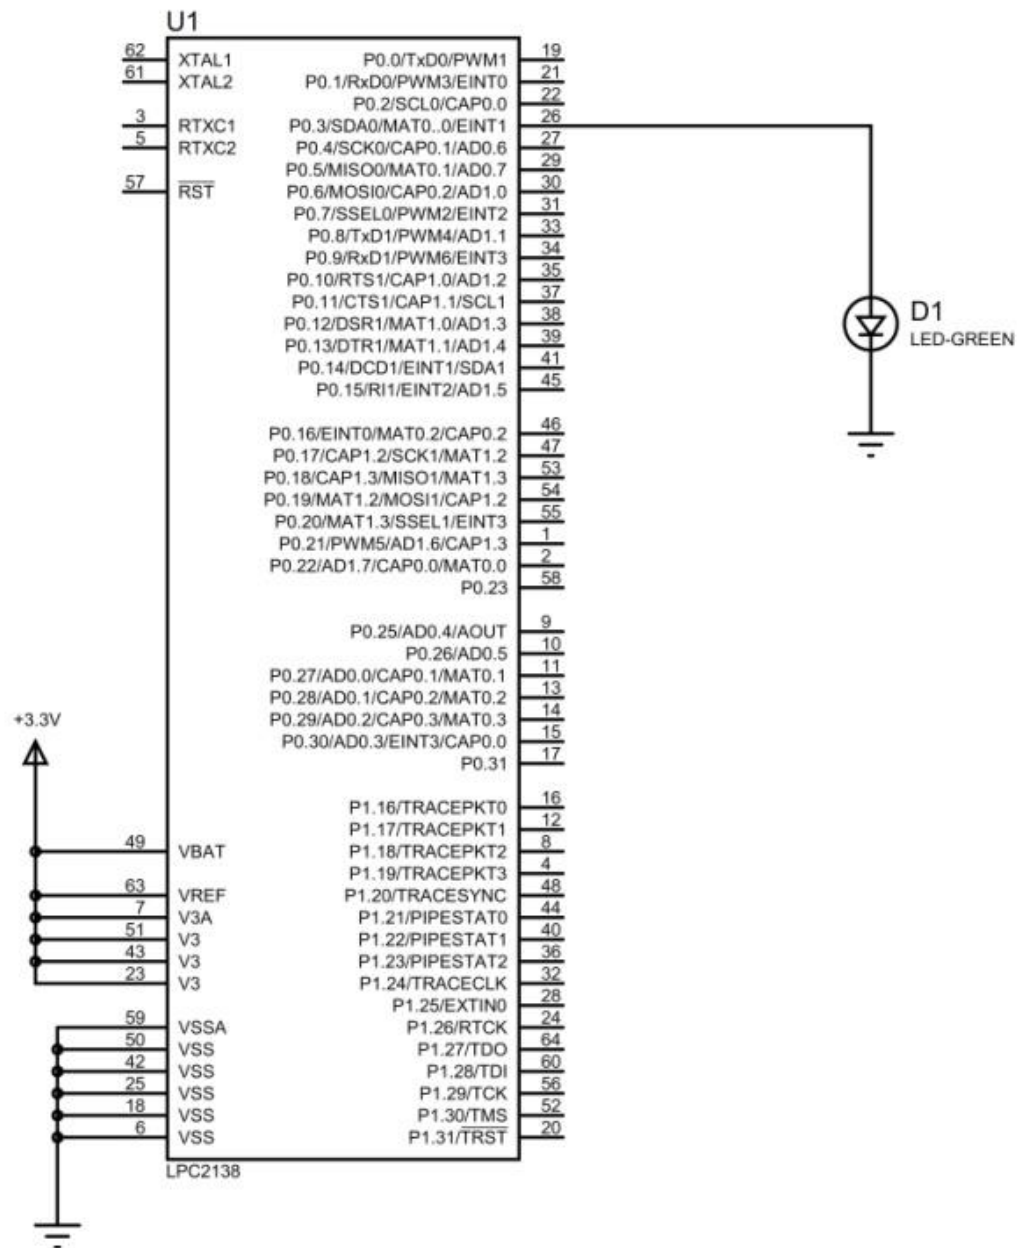 U1
62 XTAL1 P0.0/TxD0/PWM1 19
61 XTAL2 P0.1/RxD0/PWM3/EINT0 21
P0.2/SCL0/CAP0.0 22
3 RTXC1 P0.3/SDA0/MAT0..0/EINT1 26
5 RTXC2 P0.4/SCK0/CAP0.1/AD0.6 27
P0.5/MISO0/MAT0.1/AD0.7 29
57 RST P0.6/MOSI0/CAP0.2/AD1.0 30
P0.7/SSEL0/PWM2/EINT2 31
P0.8/TxD1/PWM4/AD1.1 33
P0.9/RxD1/PWM6/EINT3 34
P0.10/RTS1/CAP1.0/AD1.2 35
P0.11/CTS1/CAP1.1/SCL1 37
P0.12/DSR1/MAT1.0/AD1.3 38
P0.13/DTR1/MAT1.1/AD1.4 39
P0.14/DCD1/EINT1/SDA1 41
P0.15/RI1/EINT2/AD1.5 45
D1
LED-GREEN
P0.16/EINT0/MAT0.2/CAP0.2 46
P0.17/CAP1.2/SCK1/MAT1.2 47
P0.18/CAP1.3/MISO1/MAT1.3 53
P0.19/MAT1.2/MOSI1/CAP1.2 54
P0.20/MAT1.3/SSEL1/EINT3 55
P0.21/PWM5/AD1.6/CAP1.3 1
P0.22/AD1.7/CAP0.0/MAT0.0 2
P0.23 58
P0.25/AD0.4/AOUT 9
P0.26/AD0.5 10
P0.27/AD0.0/CAP0.1/MAT0.1 11
P0.28/AD0.1/CAP0.2/MAT0.2 13
P0.29/AD0.2/CAP0.3/MAT0.3 14
P0.30/AD0.3/EINT3/CAP0.0 15
P0.31 17
+3.3V
P1.16/TRACEPKT0 16
P1.17/TRACEPKT1 12
49 VBAT P1.18/TRACEPKT2 8
P1.19/TRACEPKT3 4
63 VREF P1.20/TRACESYNC 48
7 V3A P1.21/PIPESTAT0 44
51 V3 P1.22/PIPESTAT1 40
43 V3 P1.23/PIPESTAT2 36
23 V3 P1.24/TRACECLK 32
P1.25/EXTIN0 28
59 VSSA P1.26/RTCK 24
50 VSS P1.27/TDO 64
42 VSS P1.28/TDI 60
25 VSS P1.29/TCK 56
18 VSS P1.30/TMS 52
6 VSS P1.31/TRST 20
LPC2138